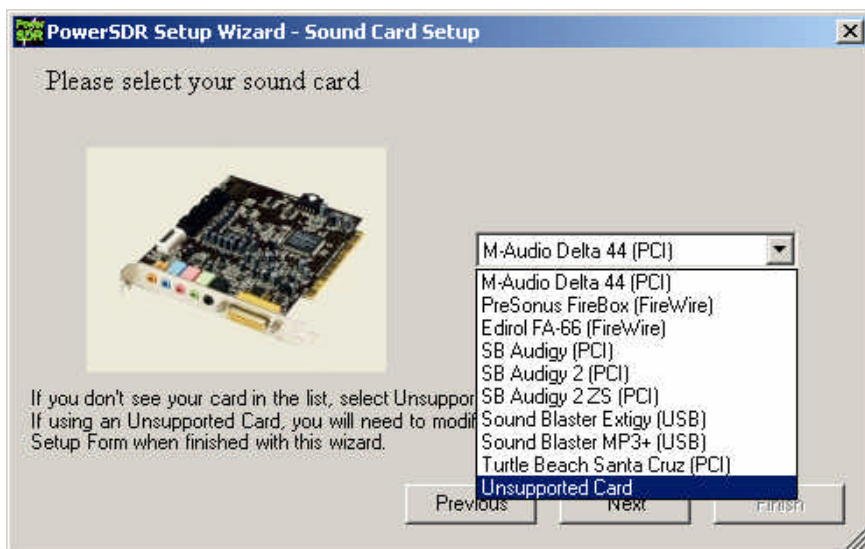 Power
SDR
PowerSDR Setup Wizard - Sound Card Setup
Please select your sound card
M-Audio Delta 44 (PCI)
M-Audio Delta 44 (PCI)
PreSonus FireBox (FireWire)
Edirol FA-66 (FireWire)
SB Audigy (PCI)
SB Audigy 2 (PCI)
SB Audigy 2 ZS (PCI)
Sound Blaster Extigy (USB)
Sound Blaster MP3+ (USB)
Turtle Beach Santa Cruz (PCI)
Unsupported Card
If you don't see your card in the list, select Unsuppor
If using an Unsupported Card, you will need to modif
Setup Form when finished with this wizard.
Previous
Next
Finish